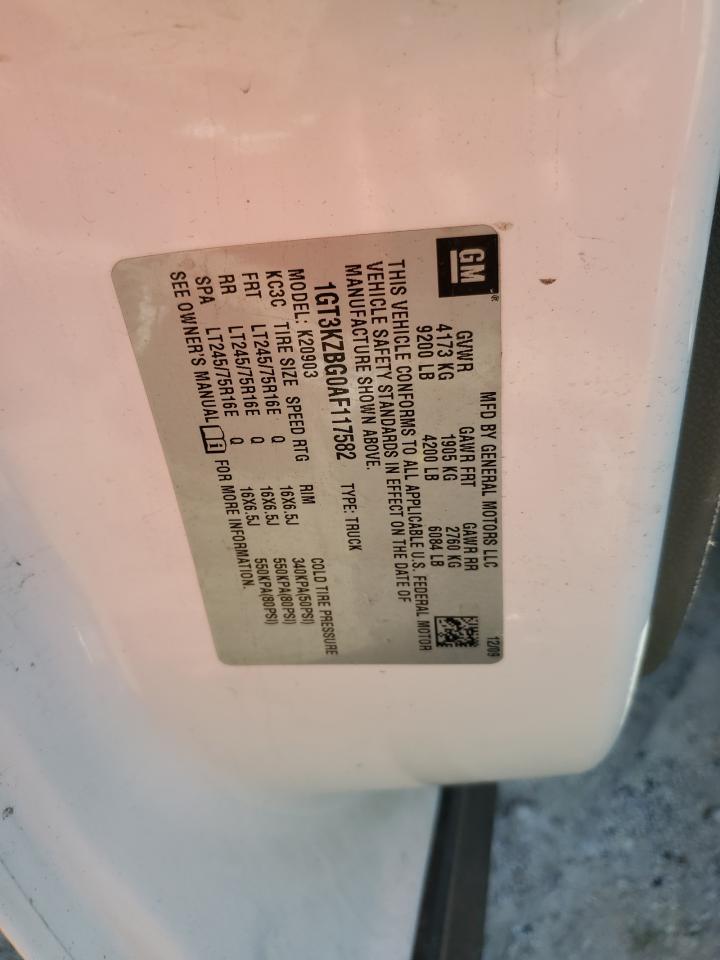 GM
®
MFD BY GENERAL MOTORS LLC 12/09
GVWR GAWR FRT GAWR RR
4173 KG 1905 KG 2760 KG
9200 LB 4200 LB 6084 LB
THIS VEHICLE CONFORMS TO ALL APPLICABLE U.S. FEDERAL MOTOR
VEHICLE SAFETY STANDARDS IN EFFECT ON THE DATE OF
MANUFACTURE SHOWN ABOVE.
1GT3KZBG0AF117582 TYPE: TRUCK
MODEL: K20903
KC3C TIRE SIZE SPEED RTG RIM COLD TIRE PRESSURE
FRT LT245/75R16E Q 16X6.5J 340KPA(50PSI)
RR LT245/75R16E Q 16X6.5J 550KPA(80PSI)
SPA LT245/75R16E Q 16X6.5J 550KPA(80PSI)
SEE OWNER'S MANUAL FOR MORE INFORMATION.